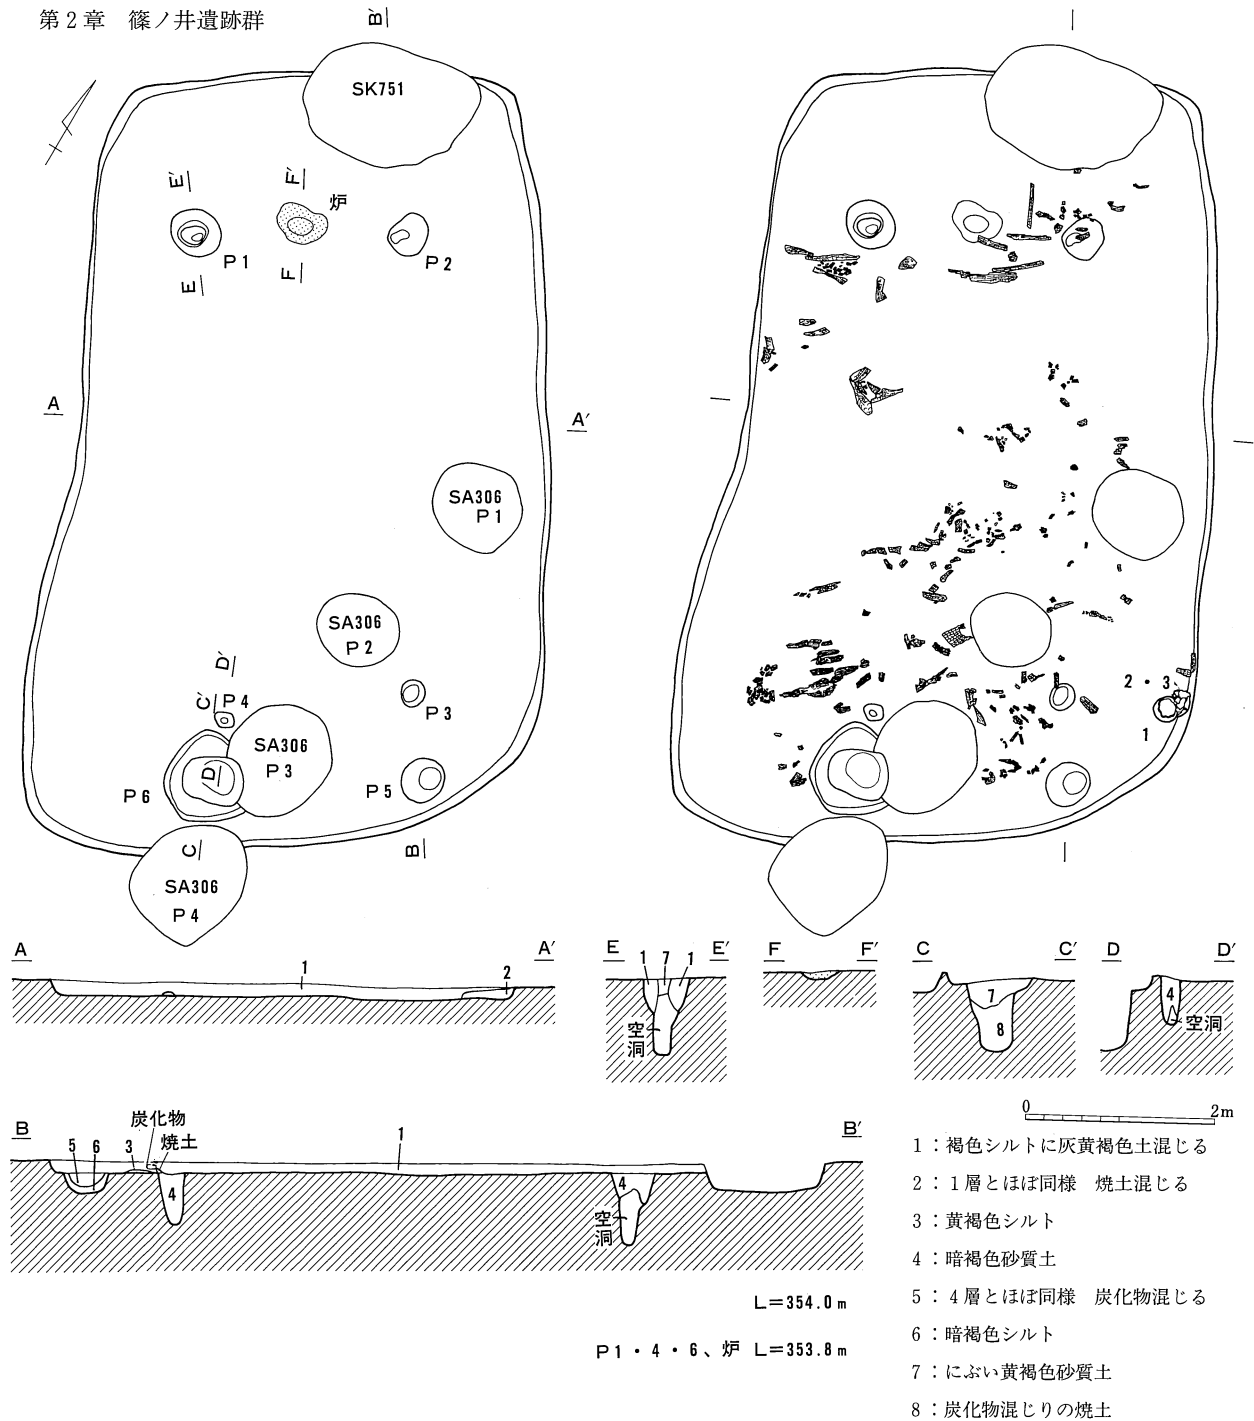 第2章　篠ノ井遺跡群
B′
SK751
E′
F′
炉
P1
P2
E
F
A
A′
SA306
P1
SA306
P2
D′
C′
P4
P3
SA306
P3
D
P6
P5
C
B
SA306
P4
2・3
1
A
A′
1
2
E
E′
1 7 1
空洞
F
F′
C
C′
7
8
D
D′
4
空洞
0
2m
B
B′
炭化物
焼土
5 6 3
1
4
4
空洞
L=354.0m
P1・4・6、炉 L=353.8m
1：褐色シルトに灰黄褐色土混じる
2：1層とほぼ同様　焼土混じる
3：黄褐色シルト
4：暗褐色砂質土
5：4層とほぼ同様　炭化物混じる
6：暗褐色シルト
7：にぶい黄褐色砂質土
8：炭化物混じりの焼土